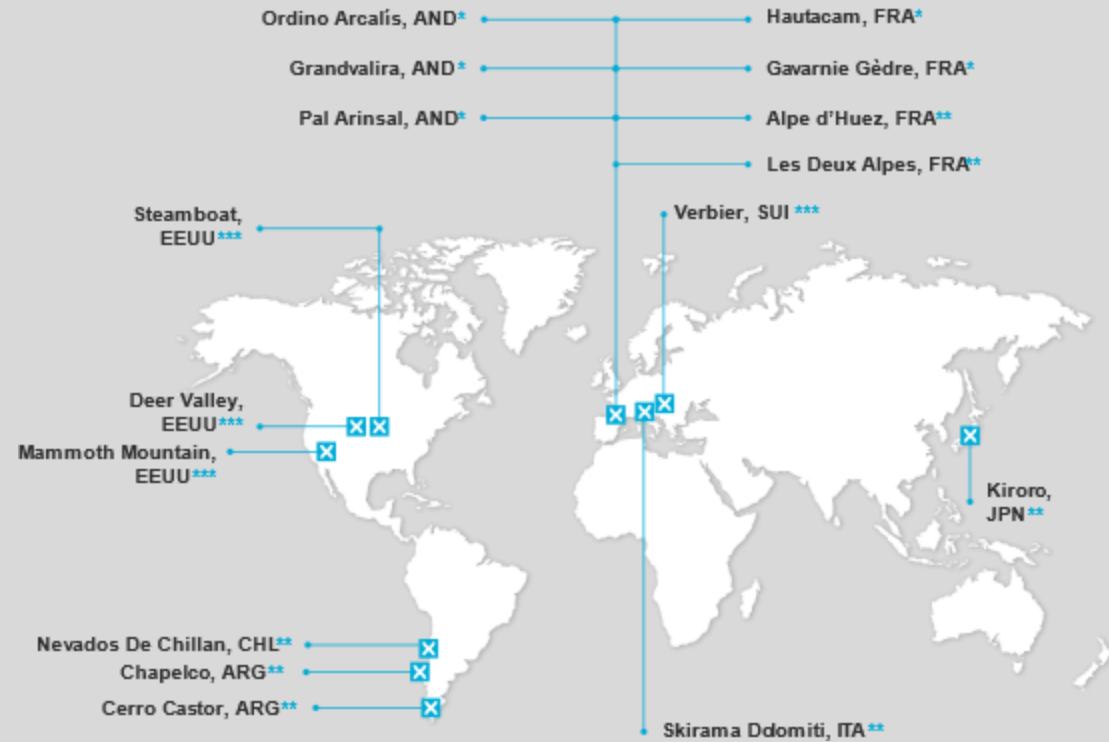 Ordino Arcalís, AND*
Hautacam, FRA*
Grandvalira, AND*
Gavarnie Gèdre, FRA*
Pal Arinsal, AND*
Alpe d'Huez, FRA**
Les Deux Alpes, FRA**
Steamboat,
EEUU***
Verbier, SUI ***
Deer Valley,
EEUU***
Mammoth Mountain,
EEUU***
Kiroro,
JPN**
Nevados De Chillan, CHL**
Chapelco, ARG**
Cerro Castor, ARG**
Skirama Ddomiti, ITA**